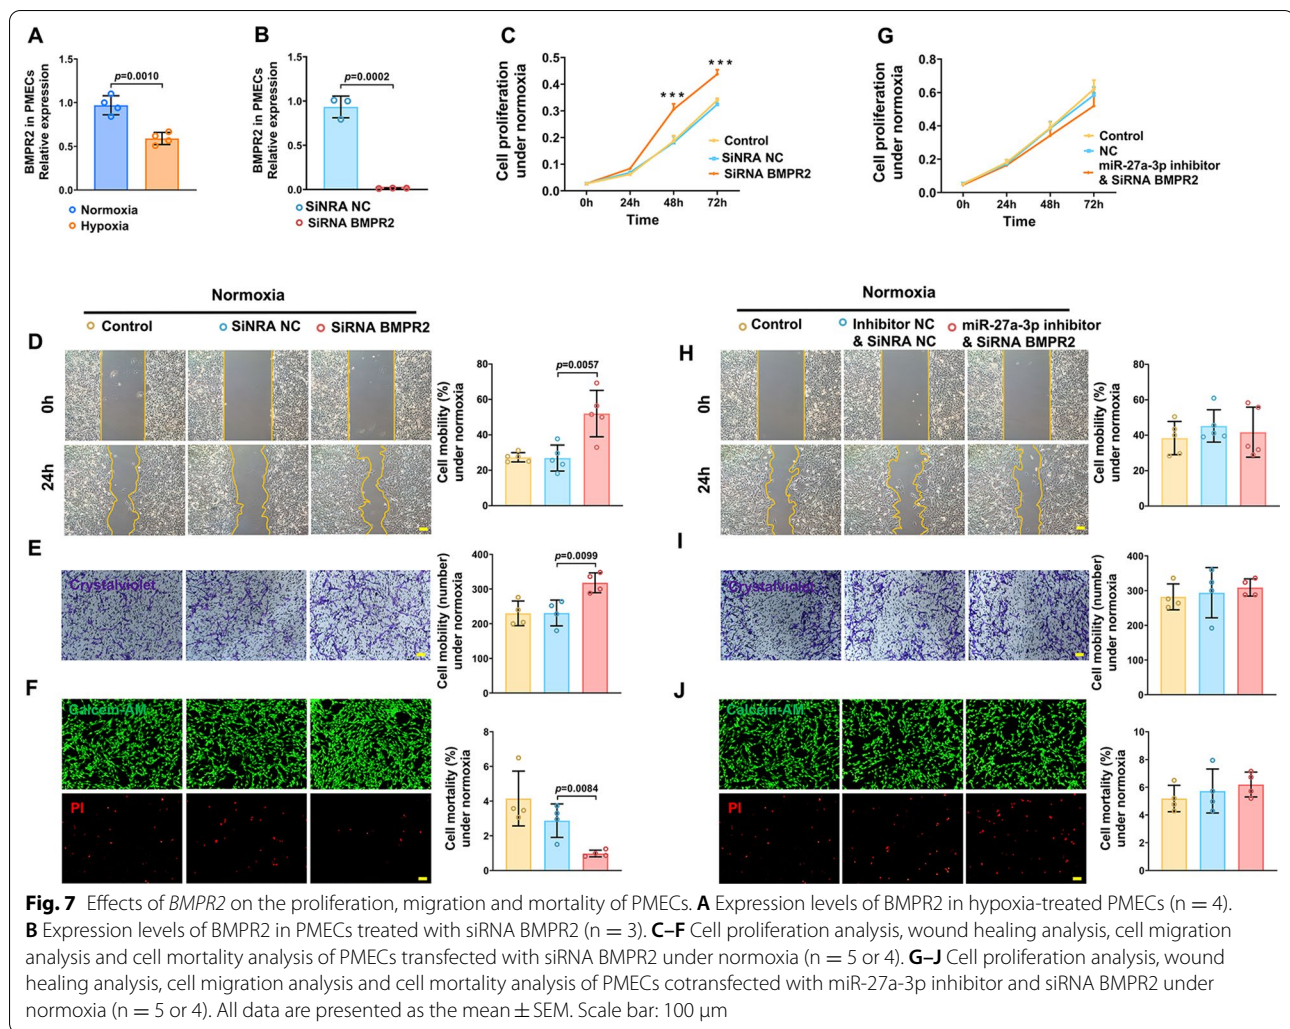 A
BMPR2 in PMECs
Relative expression
1.5
1.0
0.5
0.0
p=0.0010
Normoxia
Hypoxia
B
BMPR2 in PMECs
Relative expression
1.5
1.0
0.5
0.0
p=0.0002
SiNRA NC
SiRNA BMPR2
C
Cell proliferation
under normoxia
0.5
0.4
0.3
0.2
0.1
0.0
***
***
Control
SiNRA NC
SiRNA BMPR2
0h 24h 48h 72h
Time
G
Cell proliferation
under normoxia
0.8
0.6
0.4
0.2
0.0
Control
NC
miR-27a-3p inhibitor
& SiRNA BMPR2
0h 24h 48h 72h
Time
Normoxia
Control SiNRA NC SiRNA BMPR2
D
0h
24h
Cell mobility (%)
under normoxia
80
60
40
20
0
p=0.0057
E
Crystalviolet
Cell mobility (number)
under normoxia
400
300
200
100
0
p=0.0099
F
Calcein-AM
PI
Cell mortality (%)
under normoxia
8
6
4
2
0
p=0.0084
Normoxia
Control
Inhibitor NC
& SiNRA NC
miR-27a-3p inhibitor
& SiRNA BMPR2
H
0h
24h
Cell mobility (%)
under normoxia
80
60
40
20
0
I
Crystalviolet
Cell mobility (number)
under normoxia
400
300
200
100
0
J
Calcein-AM
PI
Cell mortality (%)
under normoxia
10
8
6
4
2
0
Fig. 7 Effects of BMPR2 on the proliferation, migration and mortality of PMECs. A Expression levels of BMPR2 in hypoxia-treated PMECs (n = 4).
B Expression levels of BMPR2 in PMECs treated with siRNA BMPR2 (n = 3). C–F Cell proliferation analysis, wound healing analysis, cell migration
analysis and cell mortality analysis of PMECs transfected with siRNA BMPR2 under normoxia (n = 5 or 4). G–J Cell proliferation analysis, wound
healing analysis, cell migration analysis and cell mortality analysis of PMECs cotransfected with miR-27a-3p inhibitor and siRNA BMPR2 under
normoxia (n = 5 or 4). All data are presented as the mean ± SEM. Scale bar: 100 μm